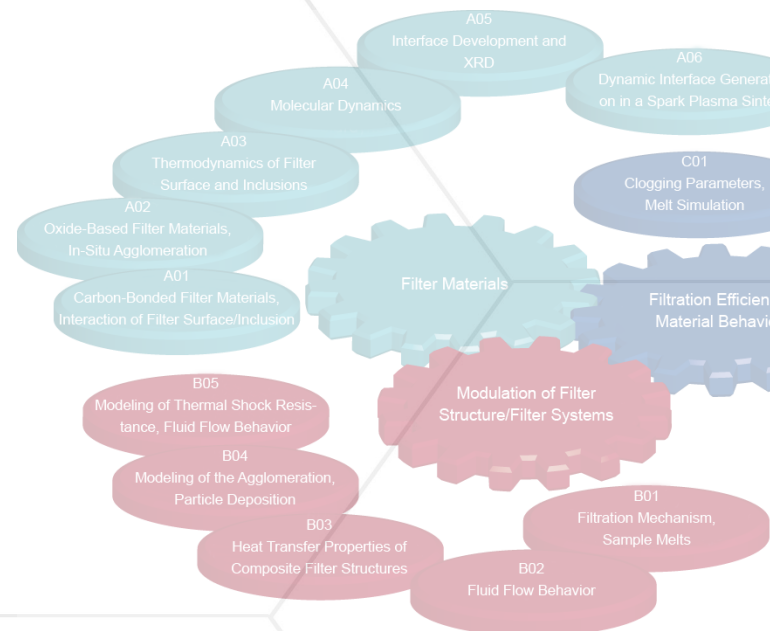 A05
Interface Development and
XRD
A06
Dynamic Interface Generati-
on in a Spark Plasma Sinter
A04
Molecular Dynamics
A03
Thermodynamics of Filter
Surface and Inclusions
C01
Clogging Parameters,
Melt Simulation
A02
Oxide-Based Filter Materials,
In-Situ Agglomeration
A01
Carbon-Bonded Filter Materials,
Interaction of Filter Surface/Inclusion
Filter Materials
Filtration Efficien
Material Behavi
Modulation of Filter
Structure/Filter Systems
B05
Modeling of Thermal Shock Resis-
tance, Fluid Flow Behavior
B04
Modeling of the Agglomeration,
Particle Deposition
B03
Heat Transfer Properties of
Composite Filter Structures
B01
Filtration Mechanism,
Sample Melts
B02
Fluid Flow Behavior